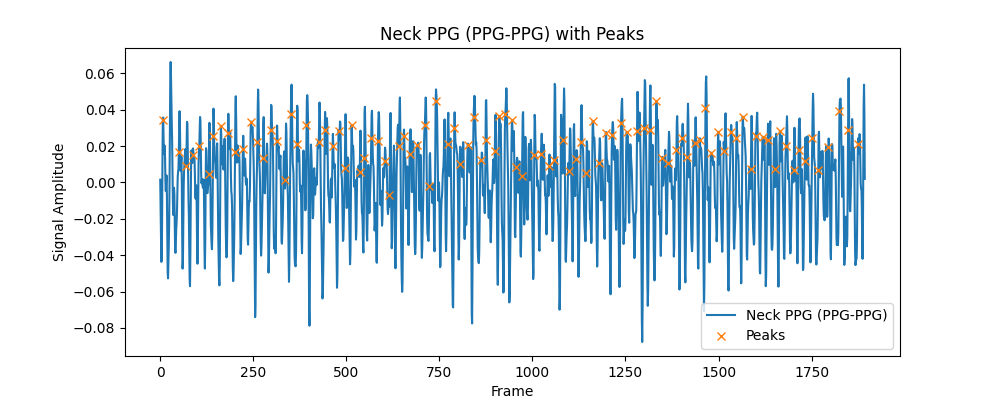 Neck PPG (PPG-PPG) with Peaks
0.06
0.04
0.02
0.00
−0.02
−0.04
−0.06
−0.08
Signal Amplitude
Neck PPG (PPG-PPG)
Peaks
0 250 500 750 1000 1250 1500 1750
Frame